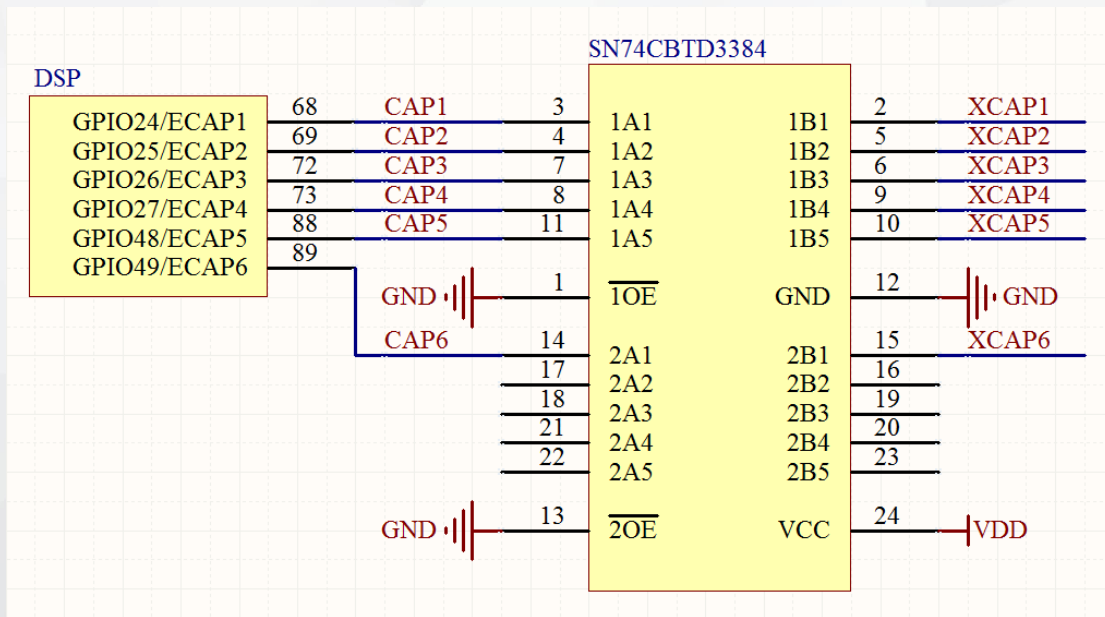 SN74CBTD3384
DSP
GPIO24/ECAP1 68 CAP1 3 1A1 1B1 2 XCAP1
GPIO25/ECAP2 69 CAP2 4 1A2 1B2 5 XCAP2
GPIO26/ECAP3 72 CAP3 7 1A3 1B3 6 XCAP3
GPIO27/ECAP4 73 CAP4 8 1A4 1B4 9 XCAP4
GPIO48/ECAP5 88 CAP5 11 1A5 1B5 10 XCAP5
GPIO49/ECAP6 89
GND 1 1OE GND 12 GND
CAP6 14 2A1 2B1 15 XCAP6
17 2A2 2B2 16
18 2A3 2B3 19
21 2A4 2B4 20
22 2A5 2B5 23
GND 13 2OE VCC 24 VDD